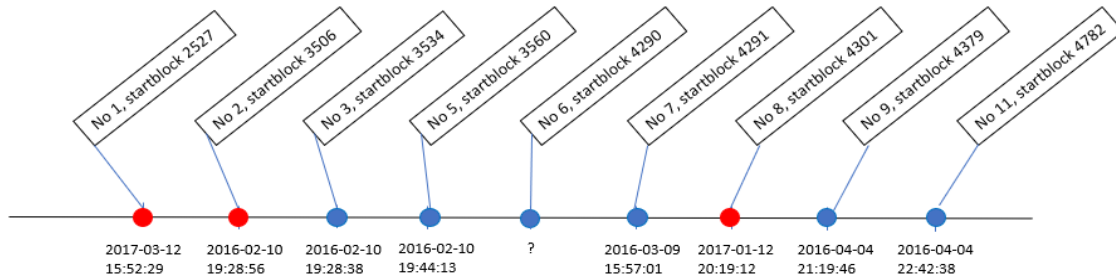 No 1, startblock 2527
No 2, startblock 3506
No 3, startblock 3534
No 5, startblock 3560
No 6, startblock 4290
No 7, startblock 4291
No 8, startblock 4301
No 9, startblock 4379
No 11, startblock 4782
2017-03-12
15:52:29
2016-02-10
19:28:56
2016-02-10
19:28:38
2016-02-10
19:44:13
?
2016-03-09
15:57:01
2017-01-12
20:19:12
2016-04-04
21:19:46
2016-04-04
22:42:38